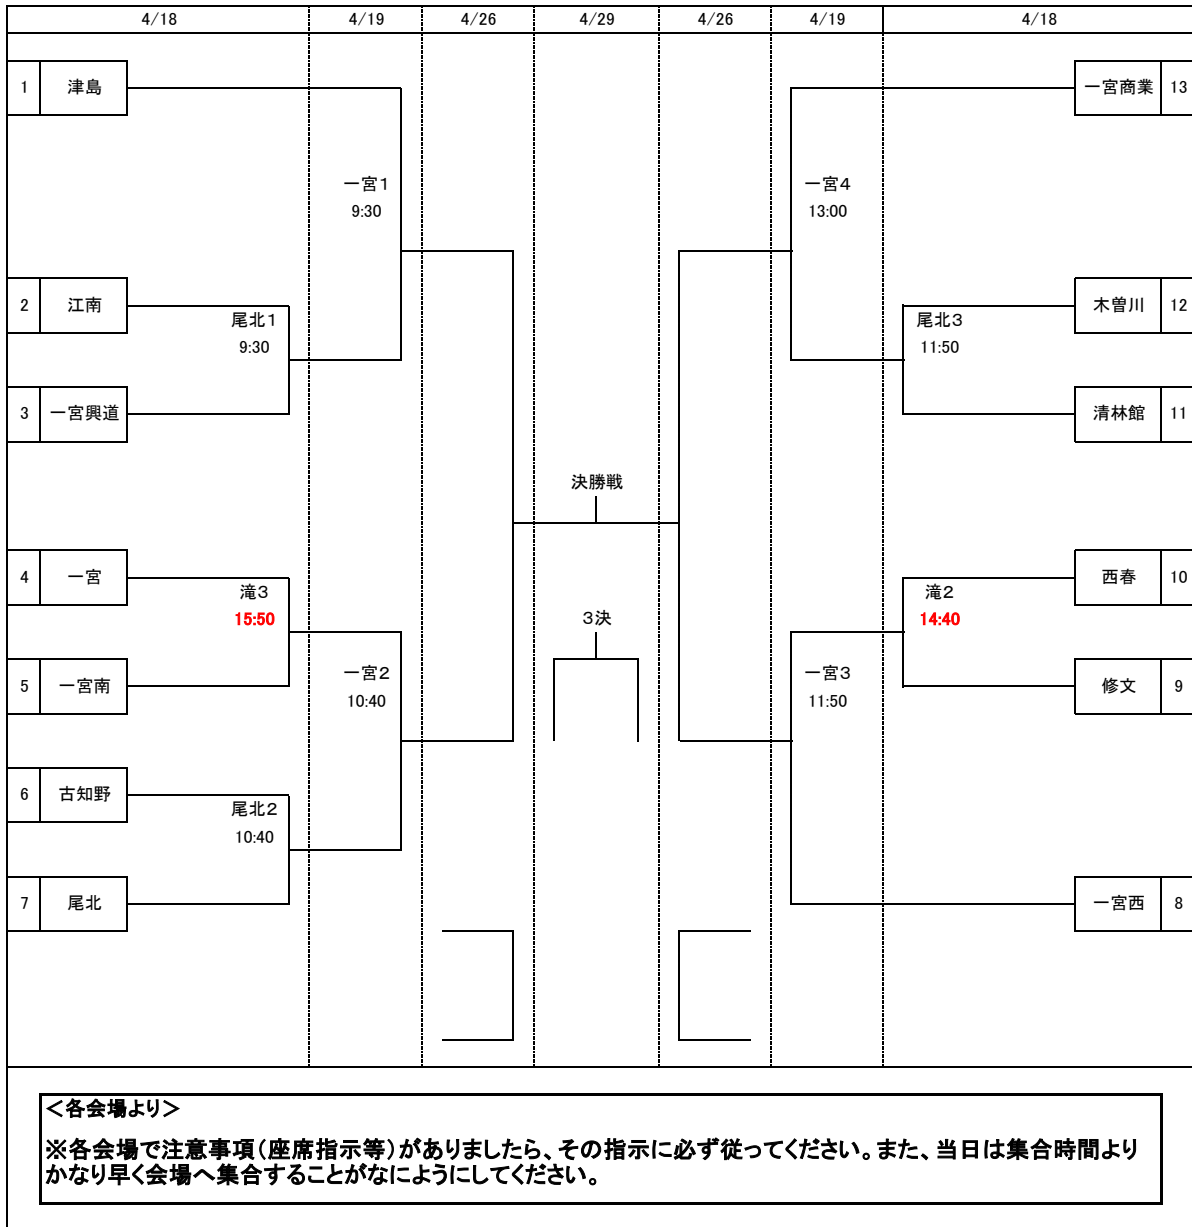 4/18 4/19 4/26 4/29 4/26 4/19 4/18
1 津島 一宮商業 13
一宮1 一宮4
9:30 13:00
2 江南 木曽川 12
尾北1 尾北3
9:30 11:50
3 一宮興道 清林館 11
決勝戦
4 一宮 西春 10
滝3 滝2
15:50 3決 14:40
一宮2 一宮3
5 一宮南 修文 9
10:40 11:50
6 古知野
尾北2
10:40
7 尾北 一宮西 8
<各会場より>
※各会場で注意事項(座席指示等)がありましたら、その指示に必ず従ってください。また、当日は集合時間より
かなり早く会場へ集合することがなにようにしてください。